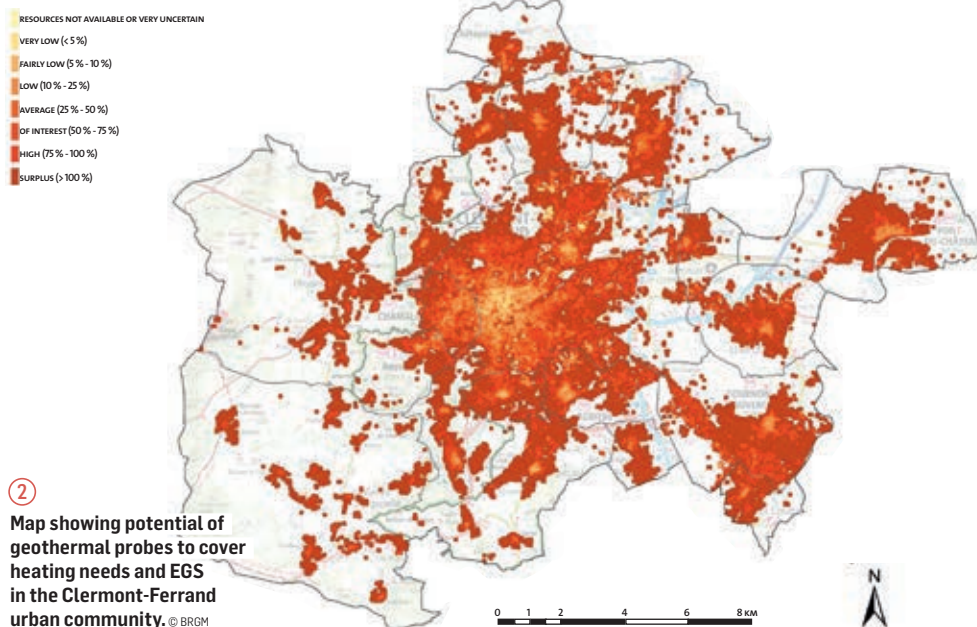 RESOURCES NOT AVAILABLE OR VERY UNCERTAIN
VERY LOW (< 5 %)
FAIRLY LOW (5 % - 10 %)
LOW (10 % - 25 %)
AVERAGE (25 % - 50 %)
OF INTEREST (50 % - 75 %)
HIGH (75 % - 100 %)
SURPLUS (> 100 %)
2
Map showing potential of
geothermal probes to cover
heating needs and EGS
in the Clermont-Ferrand
urban community. © BRGM
0 1 2 4 6 8 KM
N